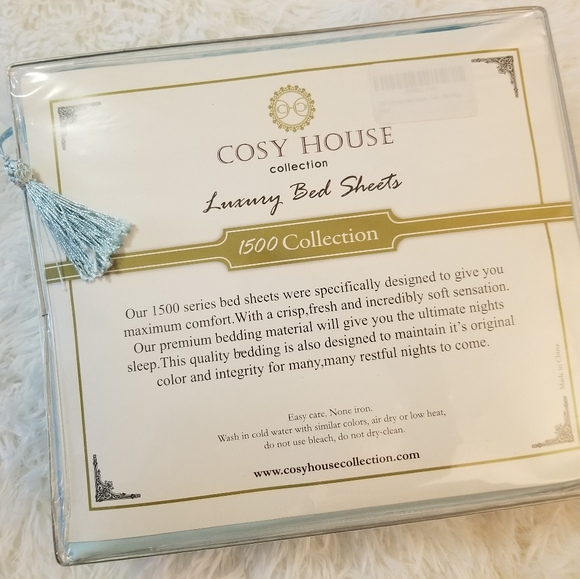 COSY HOUSE
collection
Luxury Bed Sheets
1500 Collection
Our 1500 series bed sheets were specifically designed to give you
maximum comfort.With a crisp,fresh and incredibly soft sensation.
Our premium bedding material will give you the ultimate nights
sleep.This quality bedding is also designed to maintain it's original
color and integrity for many,many restful nights to come.
Easy care. None iron.
Wash in cold water with similar colors, air dry or low heat,
do not use bleach, do not dry-clean.
www.cosyhousecollection.com
Made in China